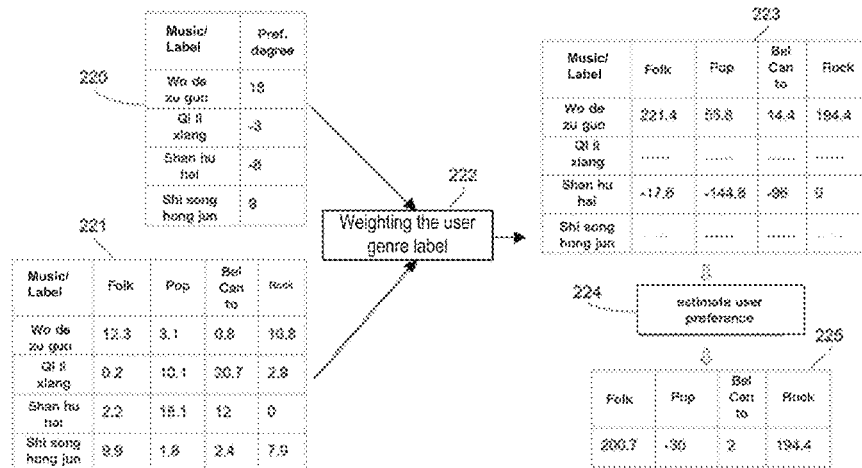 Music/ Label
Pref. degree
Wo de zu guo
18
Qi li xiang
-3
Shan hu hai
-8
Shi song hong jun
220
221
Music/ Label
Folk
Pop
Bel Can to
Rock
Wo de zu guo
12.3
3.1
0.8
10.8
Qi li xiang
0.2
10.1
2.8
Shan hu hai
2.2
18.1
12
0
Shi song hong jun
9.9
1.8
2.4
7.9
222
Weighting the user
genre label
223
Music/ Label
Folk
Pop
Bel Can to
Rock
Wo de zu guo
221.4
55.8
14.4
194.4
Qi li xiang
......
......
......
......
Shan hu hai
-17.6
-144.8
-96
0
Shi song hong jun
......
......
......
......
224
estimate user
preference
225
Folk
Pop
Bel Can to
Rock
200.7
-30
2
194.4